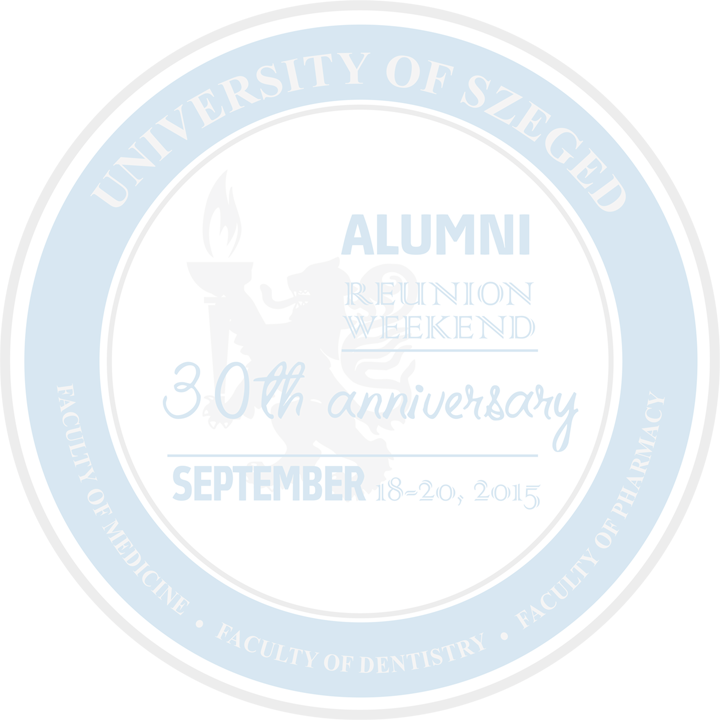 UNIVERSITY OF SZEGED
ALUMNI
REUNION
WEEKEND
30th anniversary
SEPTEMBER 18-20, 2015
FACULTY OF MEDICINE • FACULTY OF DENTISTRY • FACULTY OF PHARMACY